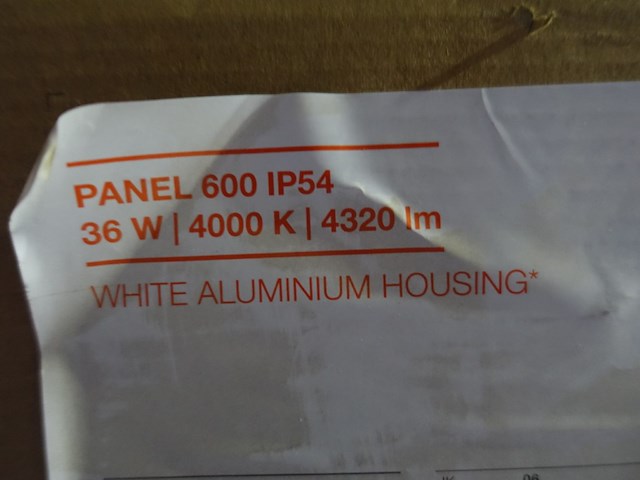 PANEL 600 IP54
36 W | 4000 K | 4320 lm
WHITE ALUMINIUM HOUSING*